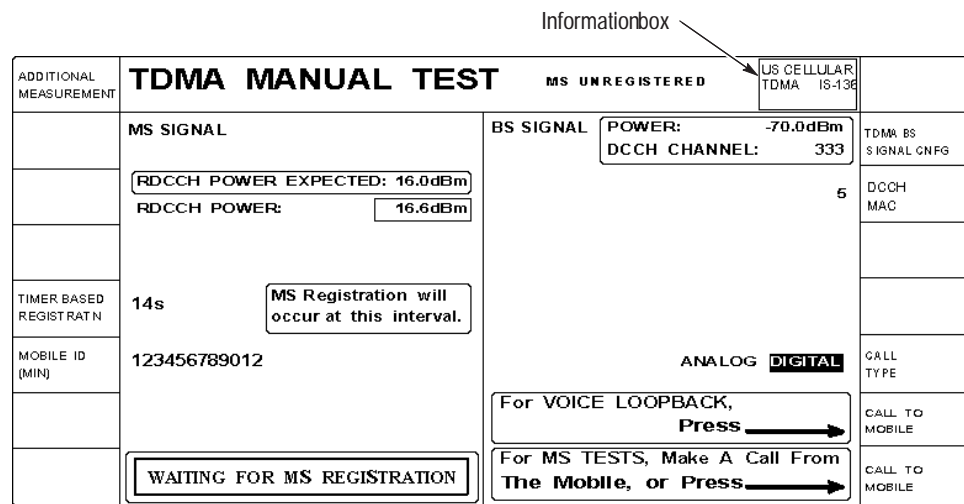 Informationbox
ADDITIONAL
MEASUREMENT
TDMA MANUAL TEST
MS UNREGISTERED
US CELLULAR
TDMA IS-136
MS SIGNAL
BS SIGNAL
POWER: -70.0dBm
DCCH CHANNEL: 333
TDMA BS
SIGNAL CNFG
RDCCH POWER EXPECTED: 16.0dBm
RDCCH POWER: 16.6dBm
5
DCCH
MAC
TIMER BASED
REGISTRATN
14s
MS Registration will
occur at this interval.
MOBILE ID
(MIN)
123456789012
ANALOG DIGITAL
CALL
TYPE
For VOICE LOOPBACK,
Press
CALL TO
MOBILE
WAITING FOR MS REGISTRATION
For MS TESTS, Make A Call From
The Mobile, or Press
CALL TO
MOBILE